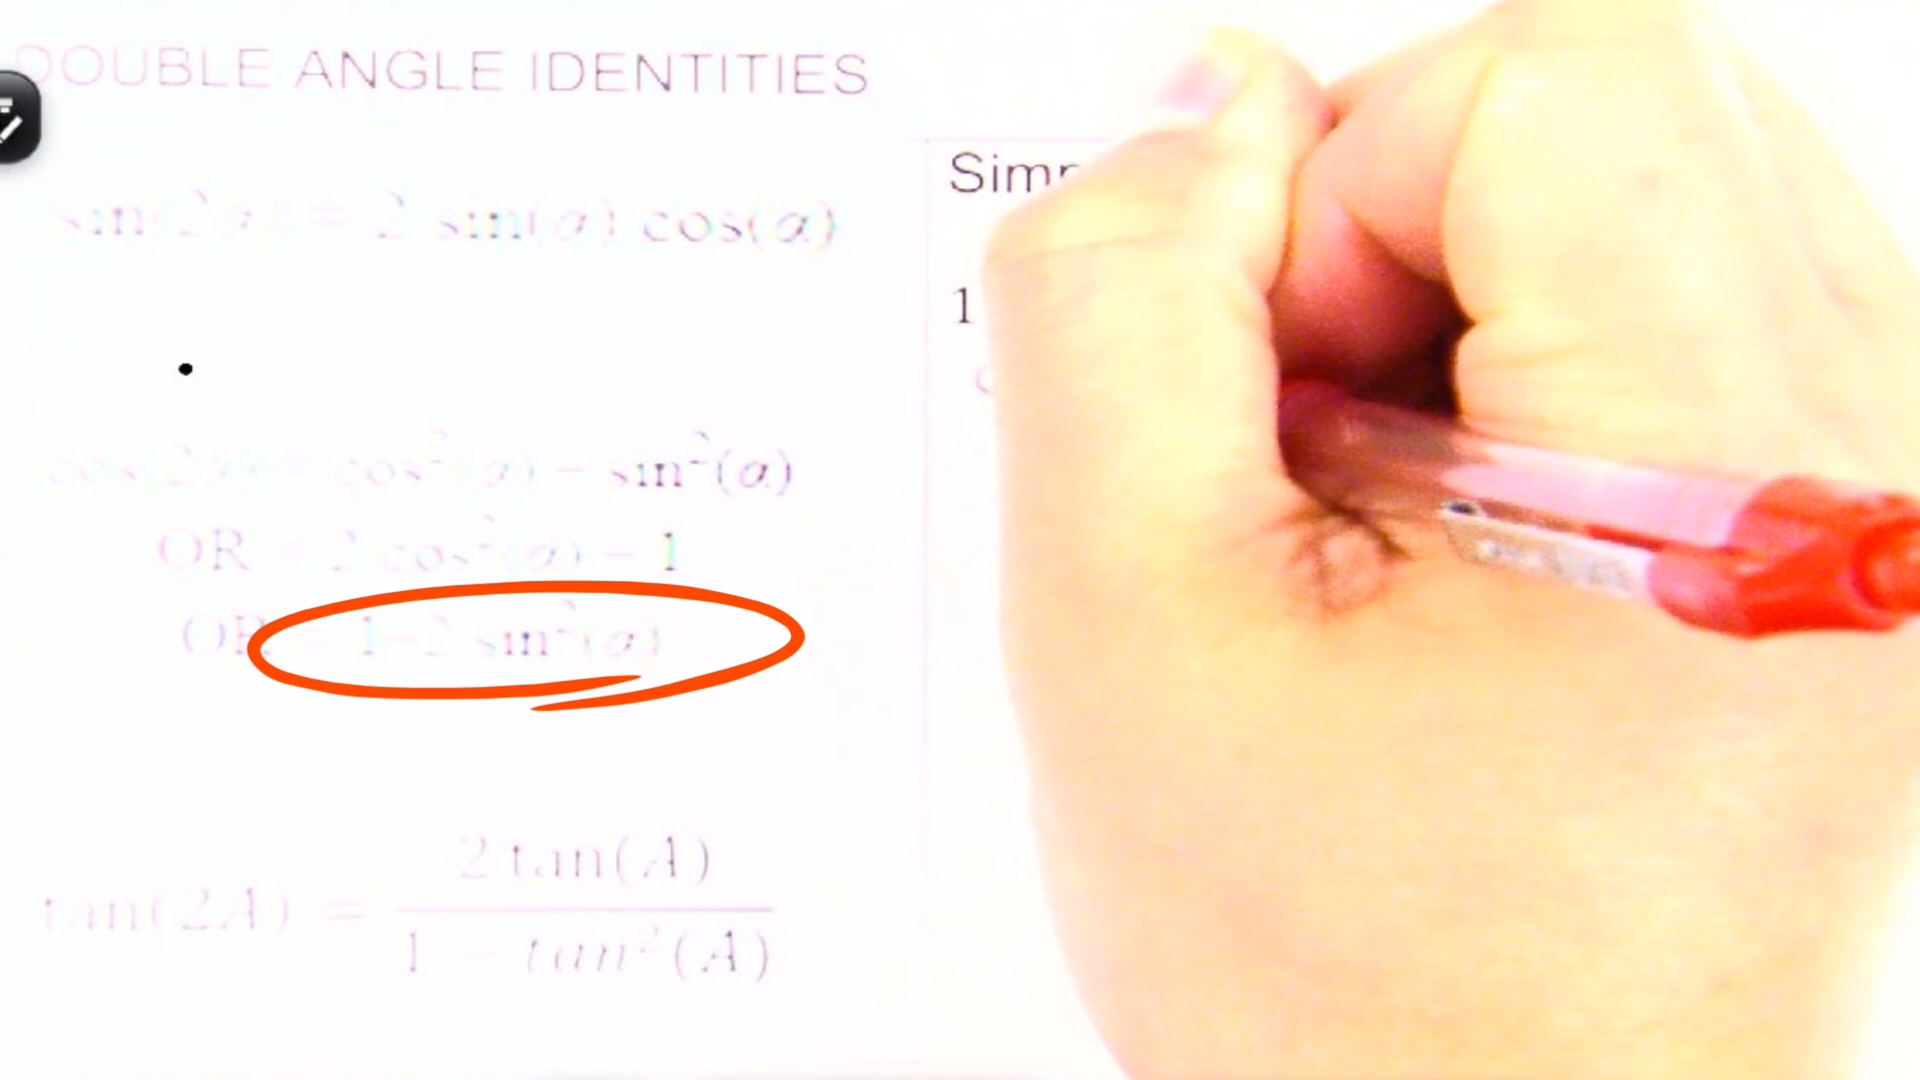 DOUBLE ANGLE IDENTITIES
sin(2α) = 2 sin(α) cos(α)
cos(2α) = cos²(α) − sin²(α)
OR = 2 cos²(α) − 1
OR = 1−2 sin²(α)
tan(2A) = 2 tan(A) / 1 − tan²(A)
1